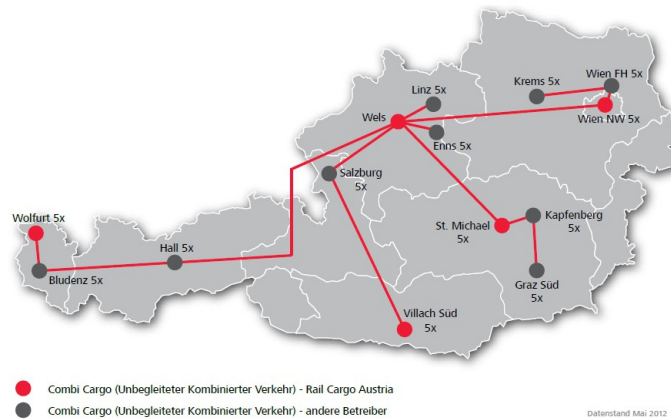 Linz 5x
Krems 5x
Wien FH 5x
Wels
Wien NW 5x
Enns 5x
Salzburg
5x
Wolfurt 5x
Hall 5x
Bludenz 5x
St. Michael
5x
Kapfenberg
5x
Graz Süd
5x
Villach Süd
5x
Combi Cargo (Unbegleiteter Kombinierter Verkehr) - Rail Cargo Austria
Combi Cargo (Unbegleiteter Kombinierter Verkehr) - andere Betreiber
Datenstand Mai 2012